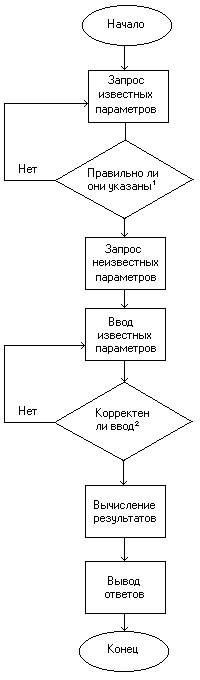 Начало
Запрос
известных
параметров
Нет
Правильно ли
они указаны¹
Запрос
неизвестных
параметров
Ввод
известных
параметров
Нет
Корректен
ли ввод²
Вычисление
результатов
Вывод
ответов
Конец